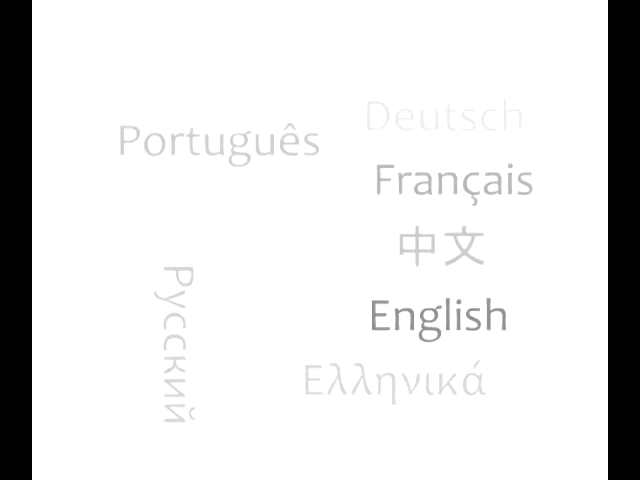 Deutsch
Português
Français
中文
English
Ελληνικά
Русский